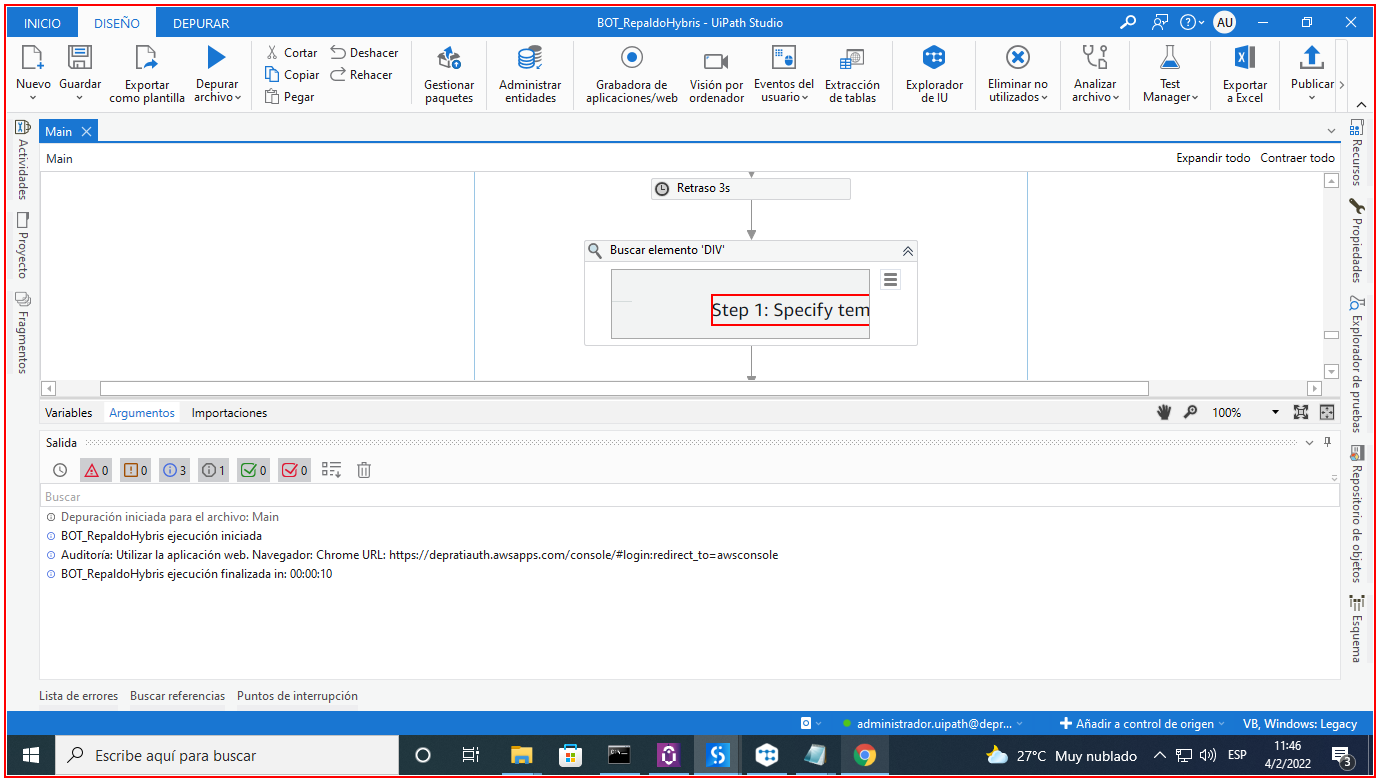 INICIO DISEÑO DEPURAR BOT_RepaldoHybris - UiPath Studio AU
Nuevo Guardar Exportar como plantilla Depurar archivo
Cortar Deshacer
Copiar Rehacer
Pegar
Gestionar paquetes
Administrar entidades
Grabadora de aplicaciones/web
Visión por ordenador
Eventos del usuario
Extracción de tablas
Explorador de IU
Eliminar no utilizados
Analizar archivo
Test Manager
Exportar a Excel
Publicar
Main
Main Expandir todo Contraer todo
Actividades
Proyecto
Fragmentos
Retraso 3s
Buscar elemento 'DIV'
Step 1: Specify tem
Recursos
Propiedades
Explorador de pruebas
Repositorio de objetos
Esquema
Variables Argumentos Importaciones 100%
Salida
0 0 3 1 0 0
Buscar
Depuración iniciada para el archivo: Main
BOT_RepaldoHybris ejecución iniciada
Auditoría: Utilizar la aplicación web. Navegador: Chrome URL: https://depratiauth.awsapps.com/console/#login:redirect_to=awsconsole
BOT_RepaldoHybris ejecución finalizada in: 00:00:10
Lista de errores Buscar referencias Puntos de interrupción
administrador.uipath@depr... Añadir a control de origen VB, Windows: Legacy
Escribe aquí para buscar 27°C Muy nublado ESP 11:46
4/2/2022 3